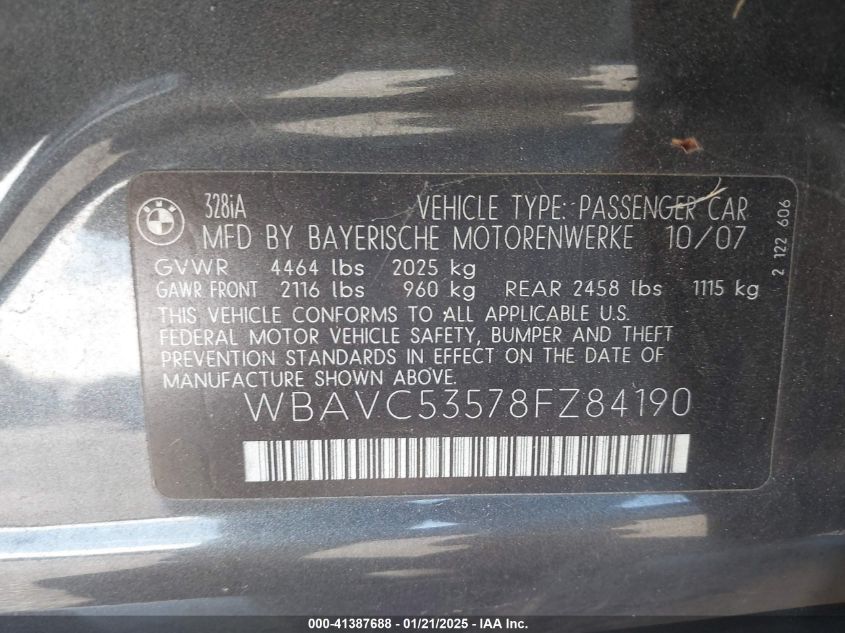 BMW
328iA VEHICLE TYPE: PASSENGER CAR
MFD BY BAYERISCHE MOTORENWERKE 10/07
GVWR 4464 lbs 2025 kg
GAWR FRONT 2116 lbs 960 kg REAR 2458 lbs 1115 kg
THIS VEHICLE CONFORMS TO ALL APPLICABLE U.S.
FEDERAL MOTOR VEHICLE SAFETY, BUMPER AND THEFT
PREVENTION STANDARDS IN EFFECT ON THE DATE OF
MANUFACTURE SHOWN ABOVE.
WBAVC53578FZ84190
2 122 606
000-41387688 - 01/21/2025 - IAAI, Inc.